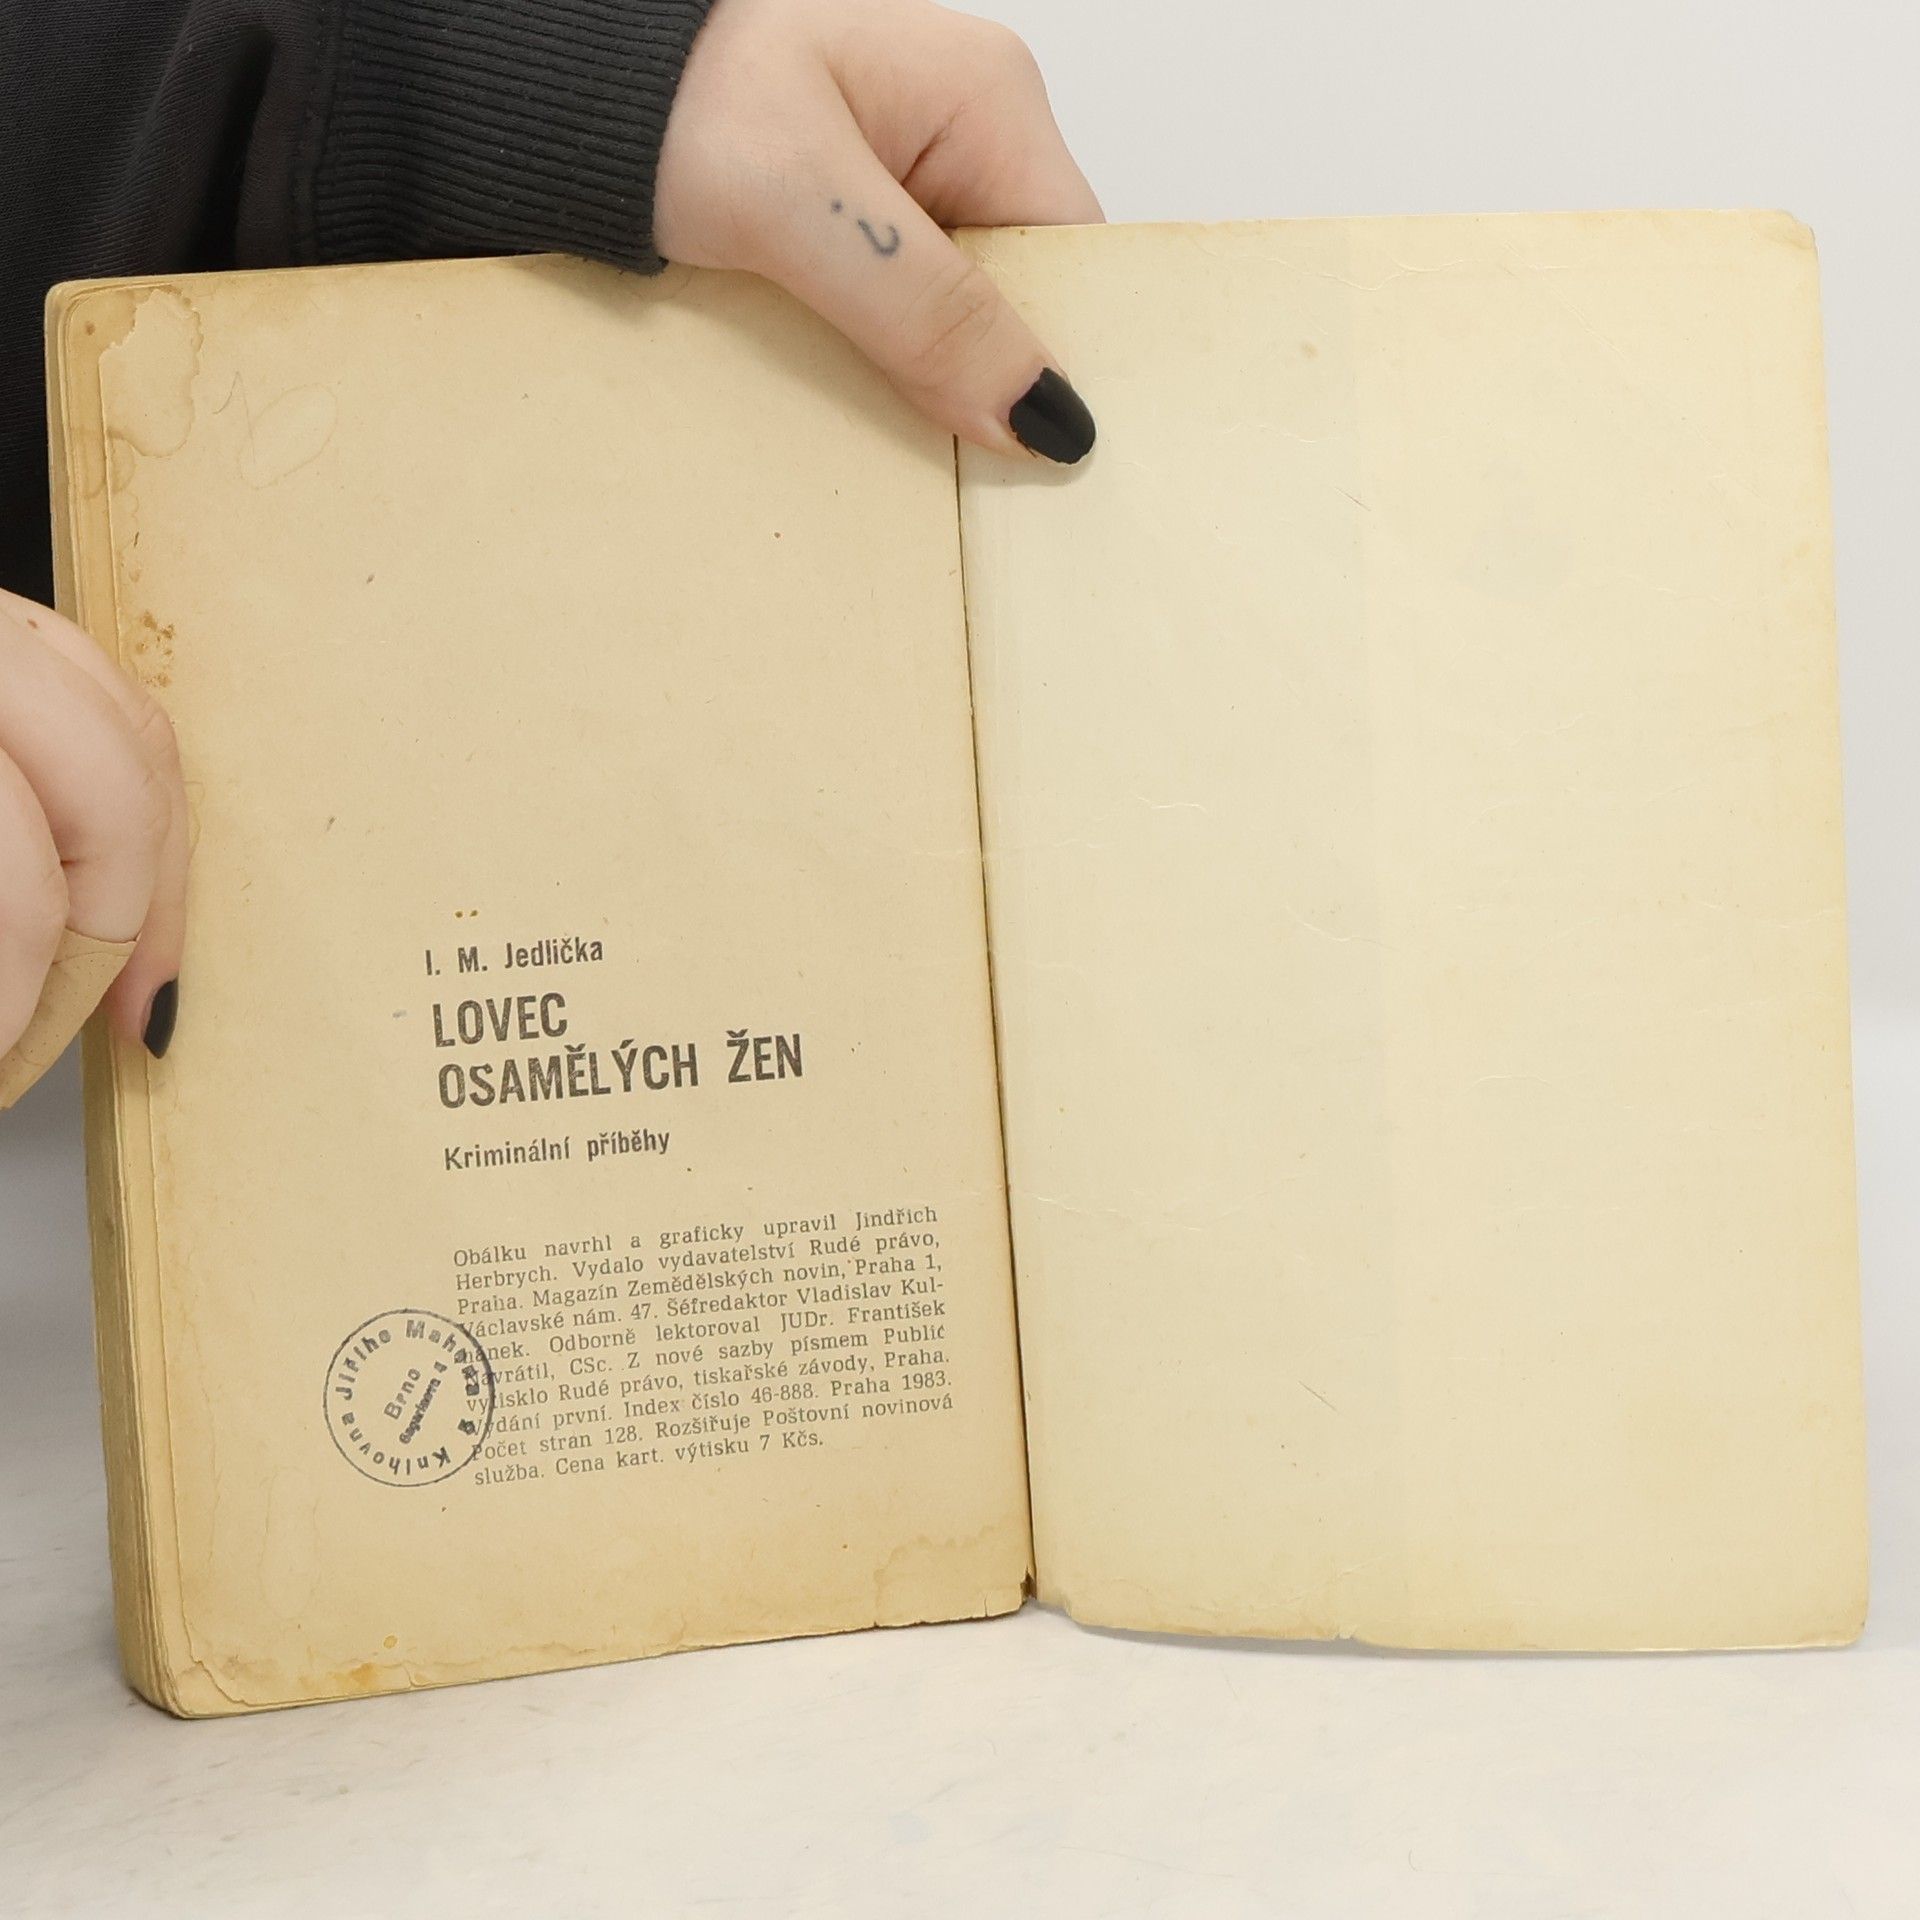 I. M. Jedlička
LOVEC
OSAMĚLÝCH ŽEN
Kriminální příběhy
Obálku navrhl a graficky upravil Jindřich
Herbrych. Vydalo vydavatelství Rudé právo,
Praha. Magazín Zemědělských novin, Praha 1,
Václavské nám. 47. Šéfredaktor Vladislav Kul-
hánek. Odborně lektoroval JUDr. František
Navrátil, CSc. Z nové sazby písmem Public
vytisklo Rudé právo, tiskařské závody, Praha.
Vydání první. Index číslo 46-888. Praha 1983.
Počet stran 128. Rozšiřuje Poštovní novinová
služba. Cena kart. výtisku 7 Kčs.
Knihovna Jiřího Mahena
Brno